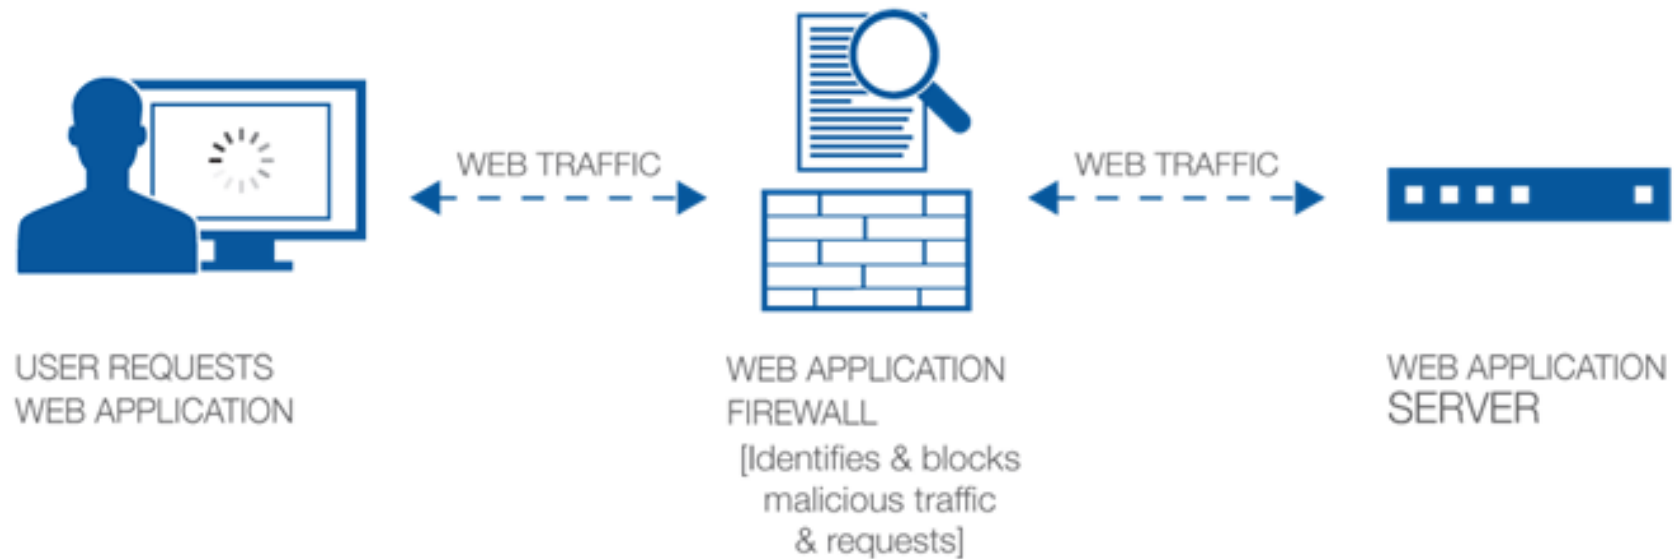 WEB TRAFFIC
WEB TRAFFIC
USER REQUESTS
WEB APPLICATION
WEB APPLICATION
FIREWALL
[Identifies & blocks
malicious traffic
& requests]
WEB APPLICATION
SERVER